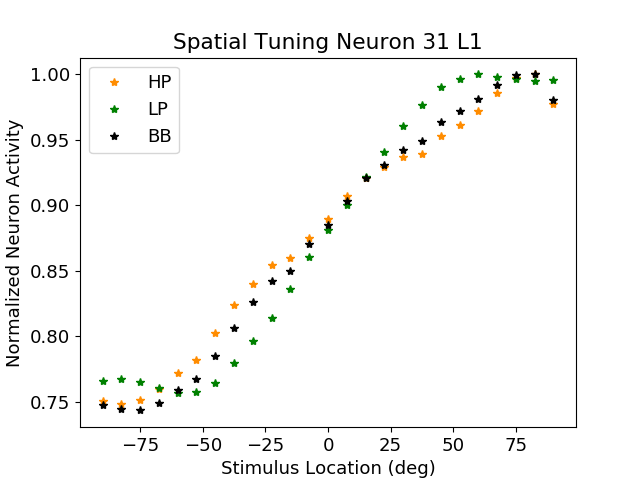 Spatial Tuning Neuron 31 L1
HP
LP
BB
Normalized Neuron Activity
1.00
0.95
0.90
0.85
0.80
0.75
−75
−50
−25
0
25
50
75
Stimulus Location (deg)